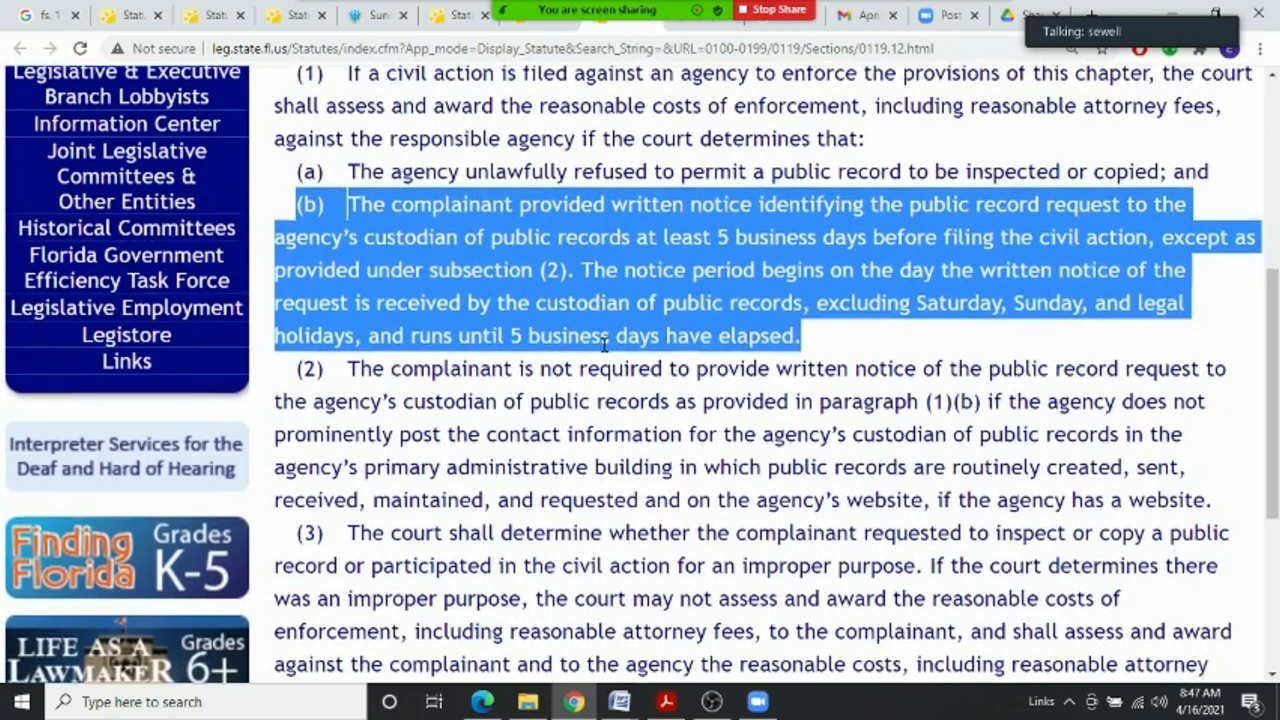 fs. 1
Statu
Statu
Statu
Sun
Statu
You are screen sharing
Stop Share
Apri
Post
Talking: sewell
Not secure
leg.state.fl.us/Statutes/index.cfm?App_mode=Display_Statute&Search_String=&URL=0100-0199/0119/Sections/0119.12.html
Legislative & Executive
Branch Lobbyists
Information Center
Joint Legislative
Committees &
Other Entities
Historical Committees
Florida Government
Efficiency Task Force
Legislative Employment
Legistore
Links
Interpreter Services for the
Deaf and Hard of Hearing
Finding
Florida
Grades
K-5
LIFE AS A
LAWMAKER
Grades
6+
(1) If a civil action is filed against an agency to enforce the provisions of this chapter, the court
shall assess and award the reasonable costs of enforcement, including reasonable attorney fees,
against the responsible agency if the court determines that:
(a) The agency unlawfully refused to permit a public record to be inspected or copied; and
(b) The complainant provided written notice identifying the public record request to the
agency’s custodian of public records at least 5 business days before filing the civil action, except as
provided under subsection (2). The notice period begins on the day the written notice of the
request is received by the custodian of public records, excluding Saturday, Sunday, and legal
holidays, and runs until 5 business days have elapsed.
(2) The complainant is not required to provide written notice of the public record request to
the agency’s custodian of public records as provided in paragraph (1)(b) if the agency does not
prominently post the contact information for the agency’s custodian of public records in the
agency’s primary administrative building in which public records are routinely created, sent,
received, maintained, and requested and on the agency’s website, if the agency has a website.
(3) The court shall determine whether the complainant requested to inspect or copy a public
record or participated in the civil action for an improper purpose. If the court determines there
was an improper purpose, the court may not assess and award the reasonable costs of
enforcement, including reasonable attorney fees, to the complainant, and shall assess and award
against the complainant and to the agency the reasonable costs, including reasonable attorney
Type here to search
Links
8:47 AM
4/16/2021